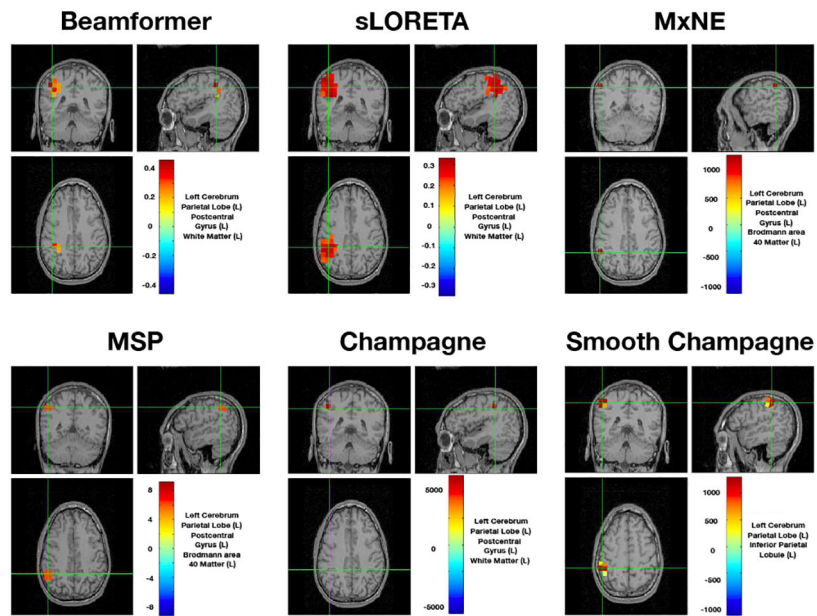 Beamformer
sLORETA
MxNE
0.4
0.2
0
-0.2
-0.4
Left Cerebrum
Parietal Lobe (L)
Postcentral
Gyrus (L)
White Matter (L)
0.3
0.2
0.1
0
-0.1
-0.2
-0.3
Left Cerebrum
Parietal Lobe (L)
Postcentral
Gyrus (L)
White Matter (L)
1000
500
0
-500
-1000
Left Cerebrum
Parietal Lobe (L)
Postcentral
Gyrus (L)
Brodmann area
40 Matter (L)
MSP
Champagne
Smooth Champagne
8
4
2
0
-2
-4
-8
Left Cerebrum
Parietal Lobe (L)
Postcentral
Gyrus (L)
Brodmann area
40 Matter (L)
5000
0
-5000
Left Cerebrum
Parietal Lobe (L)
Postcentral
Gyrus (L)
White Matter (L)
1000
500
0
-500
-1000
Left Cerebrum
Parietal Lobe (L)
Inferior Parietal
Lobule (L)